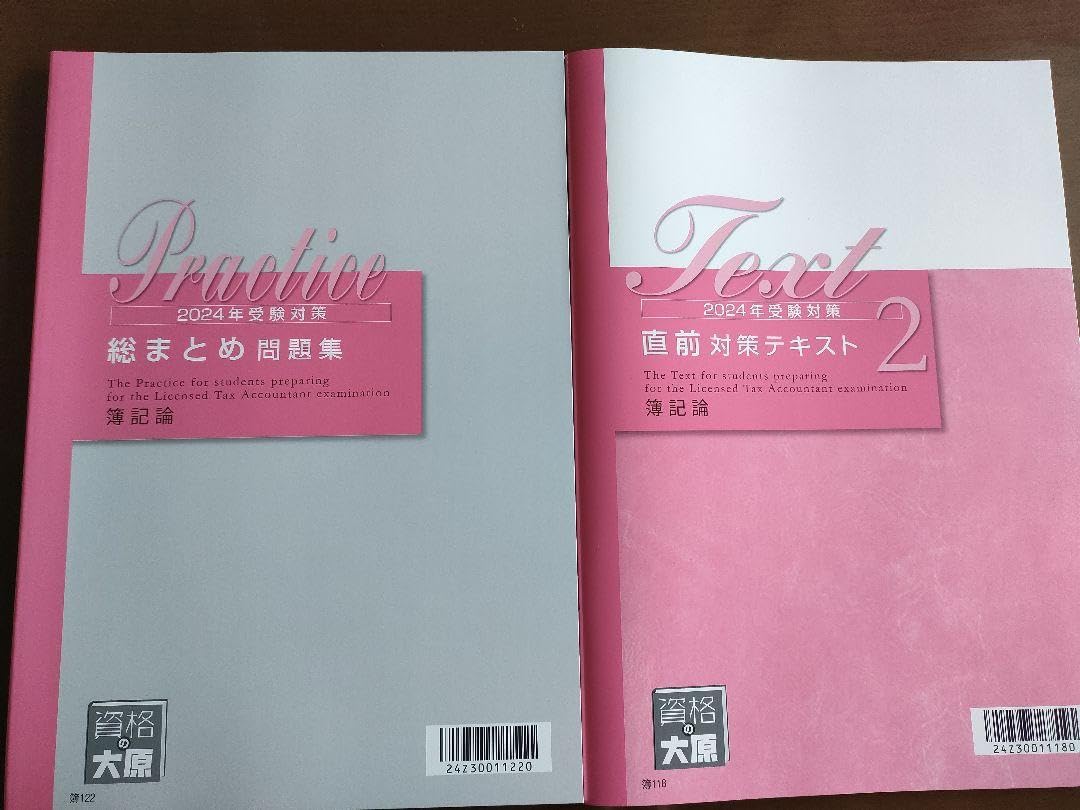 Practice
2024年受験対策
総まとめ 問題集
The Practice for students preparing
for the Licensed Tax Accountant examination
簿記論
資格
の
大原
24Z30011220
簿122
Text
2024年受験対策
直前 対策テキスト 2
The Text for students preparing
for the Licensed Tax Accountant examination
簿記論
資格
の
大原
24Z30011180
簿118